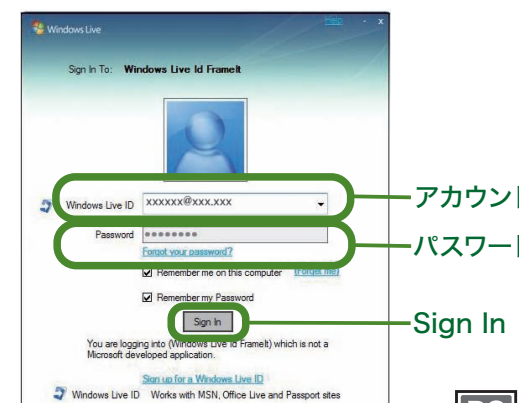 Windows Live
Help - x
Sign In To: Windows Live Id FrameIt
Windows Live ID xxxxxx@xxx.xxx
アカウント
Password ●●●●●●●●
Forgot your password?
パスワード
Remember me on this computer (Forget me)
Remember my Password
Sign In
Sign In
You are logging into (Windows Live Id FrameIt) which is not a
Microsoft developed application.
Sign up for a Windows Live ID
Windows Live ID Works with MSN, Office Live and Passport sites